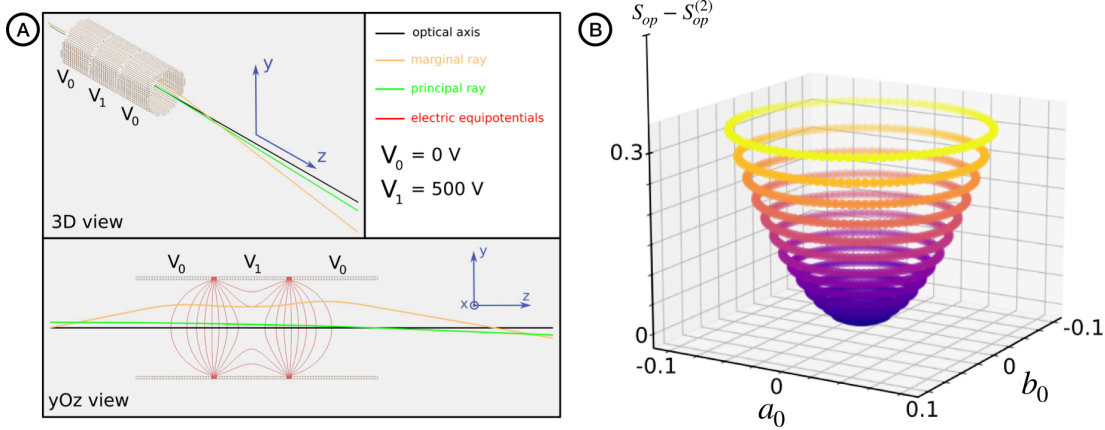 A
V₀
V₁
V₀
y
z
3D view
optical axis
marginal ray
principal ray
electric equipotentials
V₀ = 0 V
V₁ = 500 V
V₀ V₁ V₀
y
x z
yOz view
B
Sₒₚ − Sₒₚ⁽²⁾
0.3
0
-0.1
0
0.1
a₀
-0.1
0
b₀